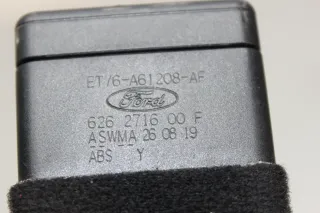 ET76-A61208-AF
Ford
626 2716 00 F
ASWMA 26 08 19
ABS Y